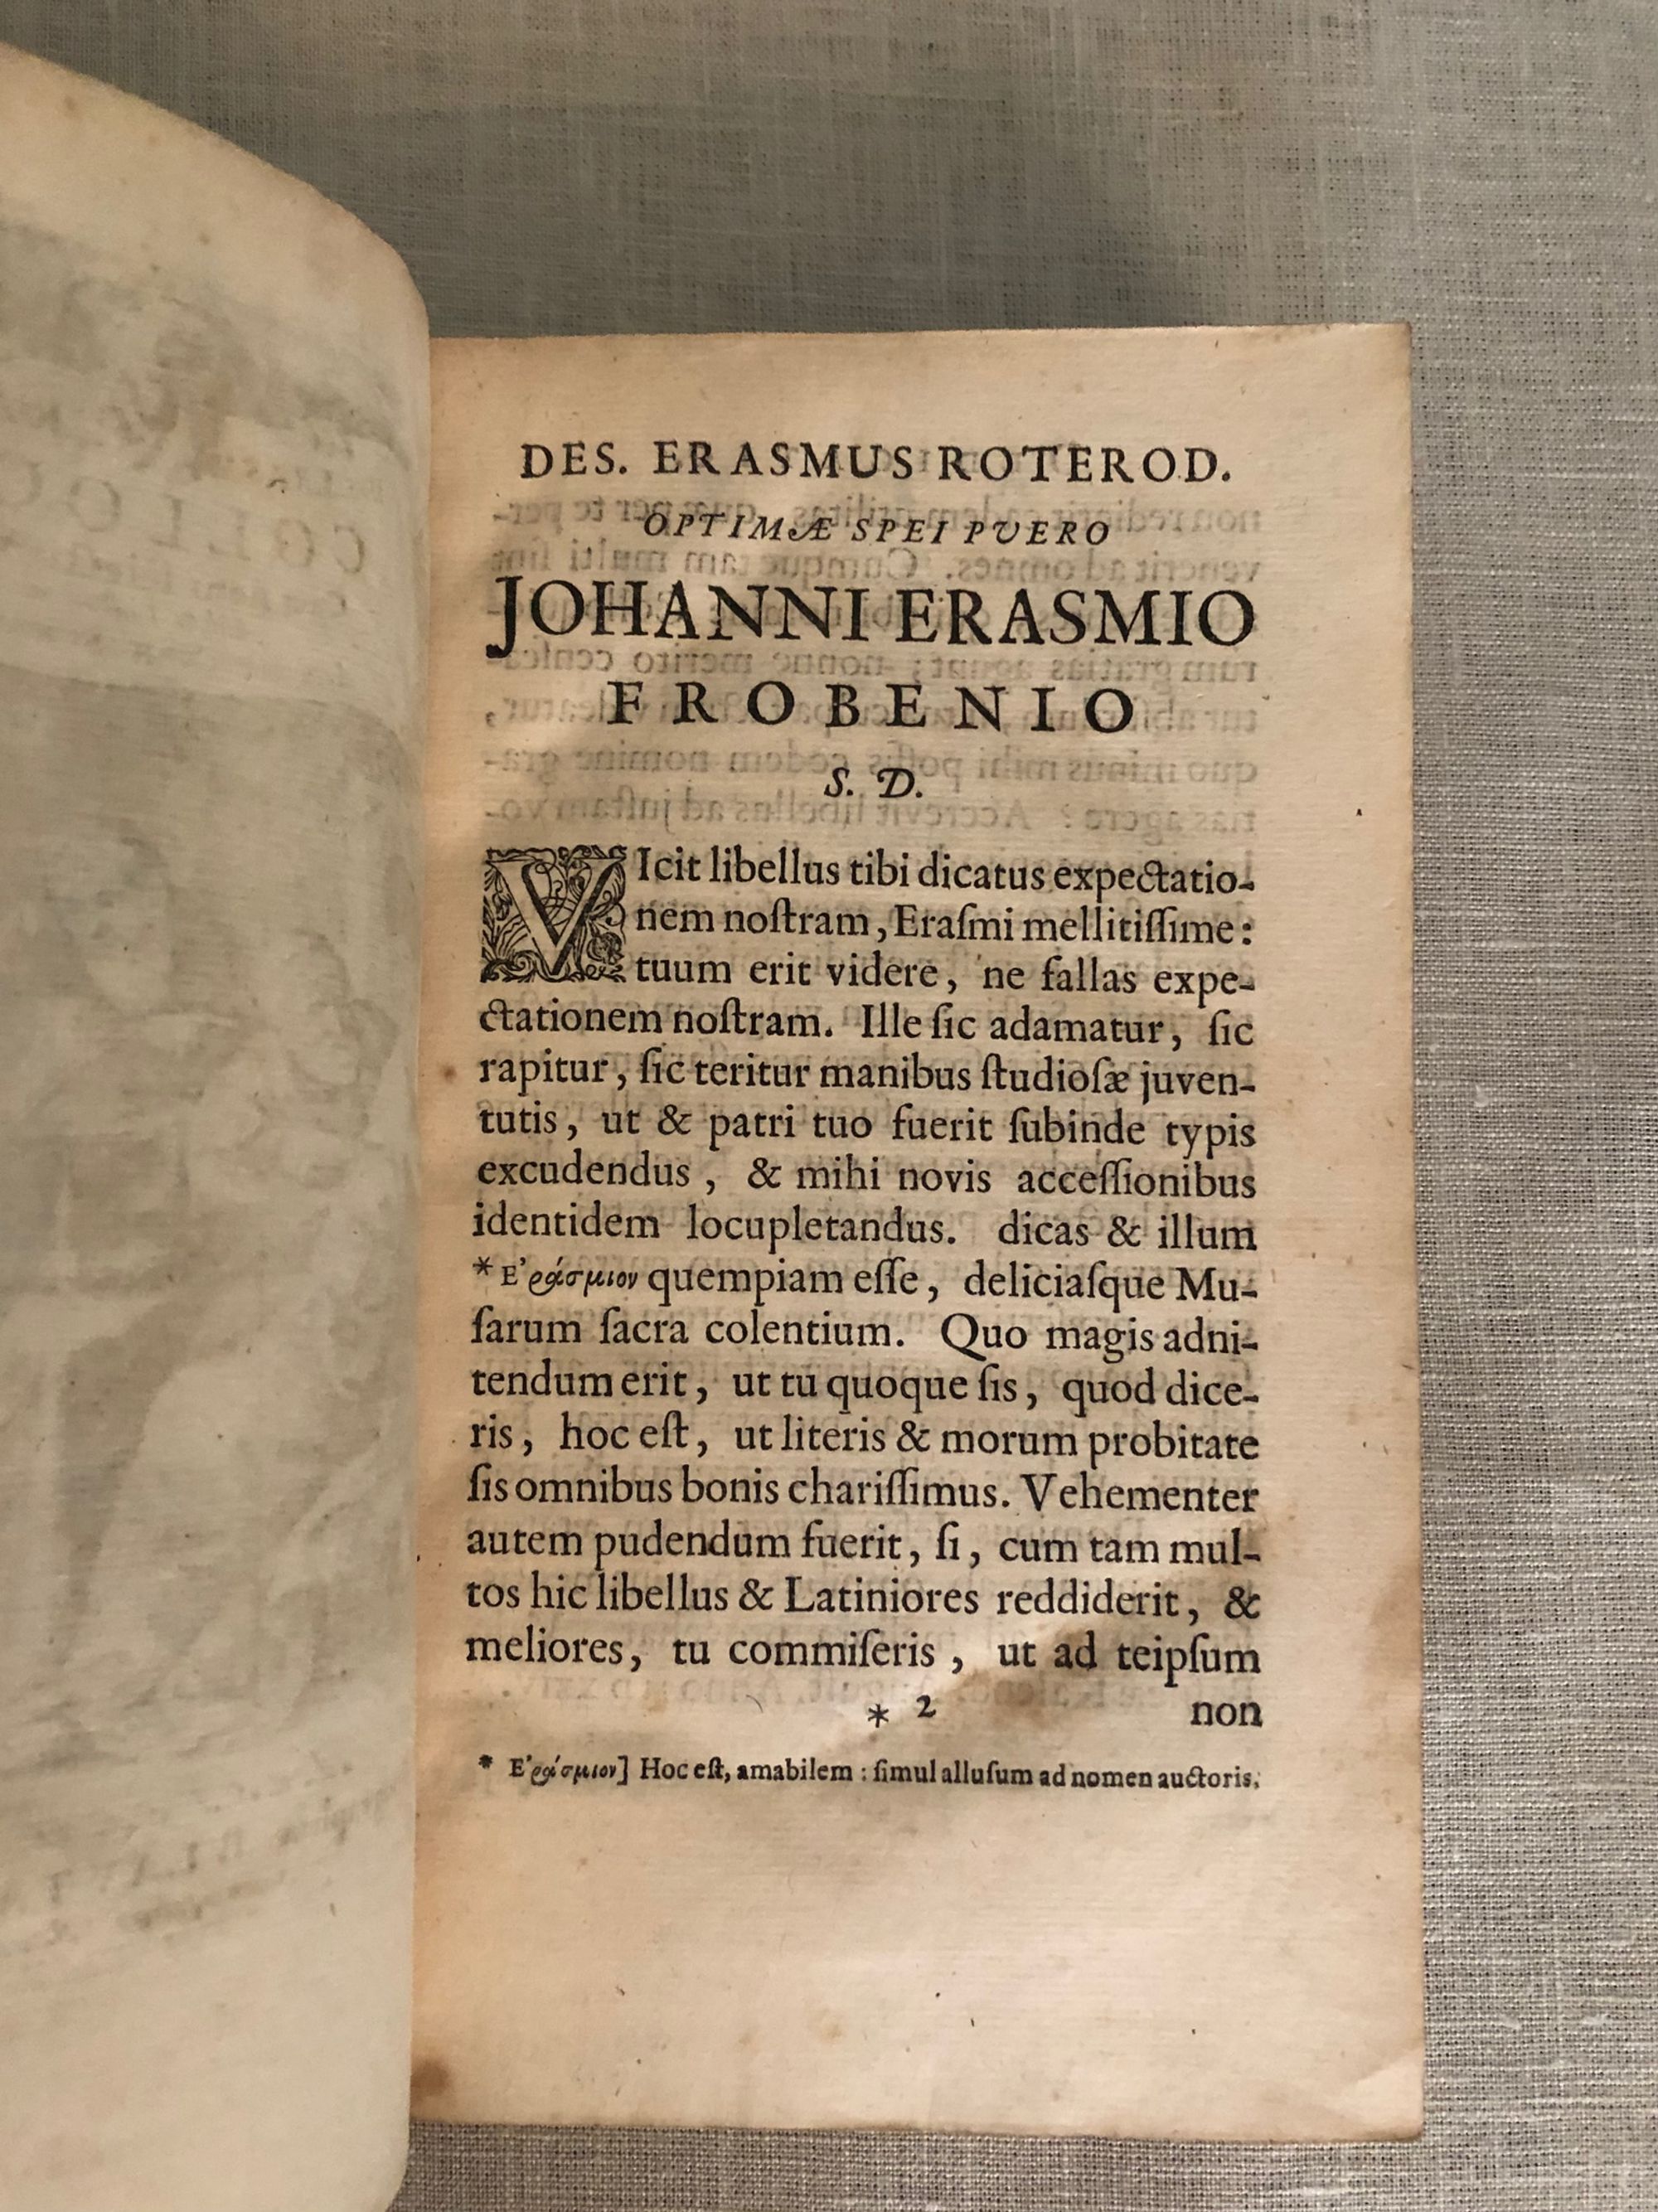 DES. ERASMUS ROTEROD.
OPTIMÆ SPEI PUERO
JOHANNI ERASMIO
FROBENIO
S. D.
VIcit libellus tibi dicatus expectatio-
nem noſtram, Eraſmi mellitiſſime:
tuum erit videre, ne fallas expe-
ctationem noſtram. Ille ſic adamatur, ſic
rapitur, ſic teritur manibus ſtudioſæ juven-
tutis, ut & patri tuo fuerit ſubinde typis
excudendus, & mihi novis acceſſionibus
identidem locupletandus. dicas & illum
* Ε᾿ράσμιον quempiam eſſe, deliciaſque Mu-
ſarum ſacra colentium. Quo magis adni-
tendum erit, ut tu quoque ſis, quod dice-
ris, hoc eſt, ut literis & morum probitate
ſis omnibus bonis chariſſimus. Vehementer
autem pudendum fuerit, ſi, cum tam mul-
tos hic libellus & Latiniores reddiderit, &
meliores, tu commiſeris, ut ad teipſum
* 2 non
* Ε᾿ράσμιον] Hoc eſt, amabilem : ſimul alluſum ad nomen auctoris.